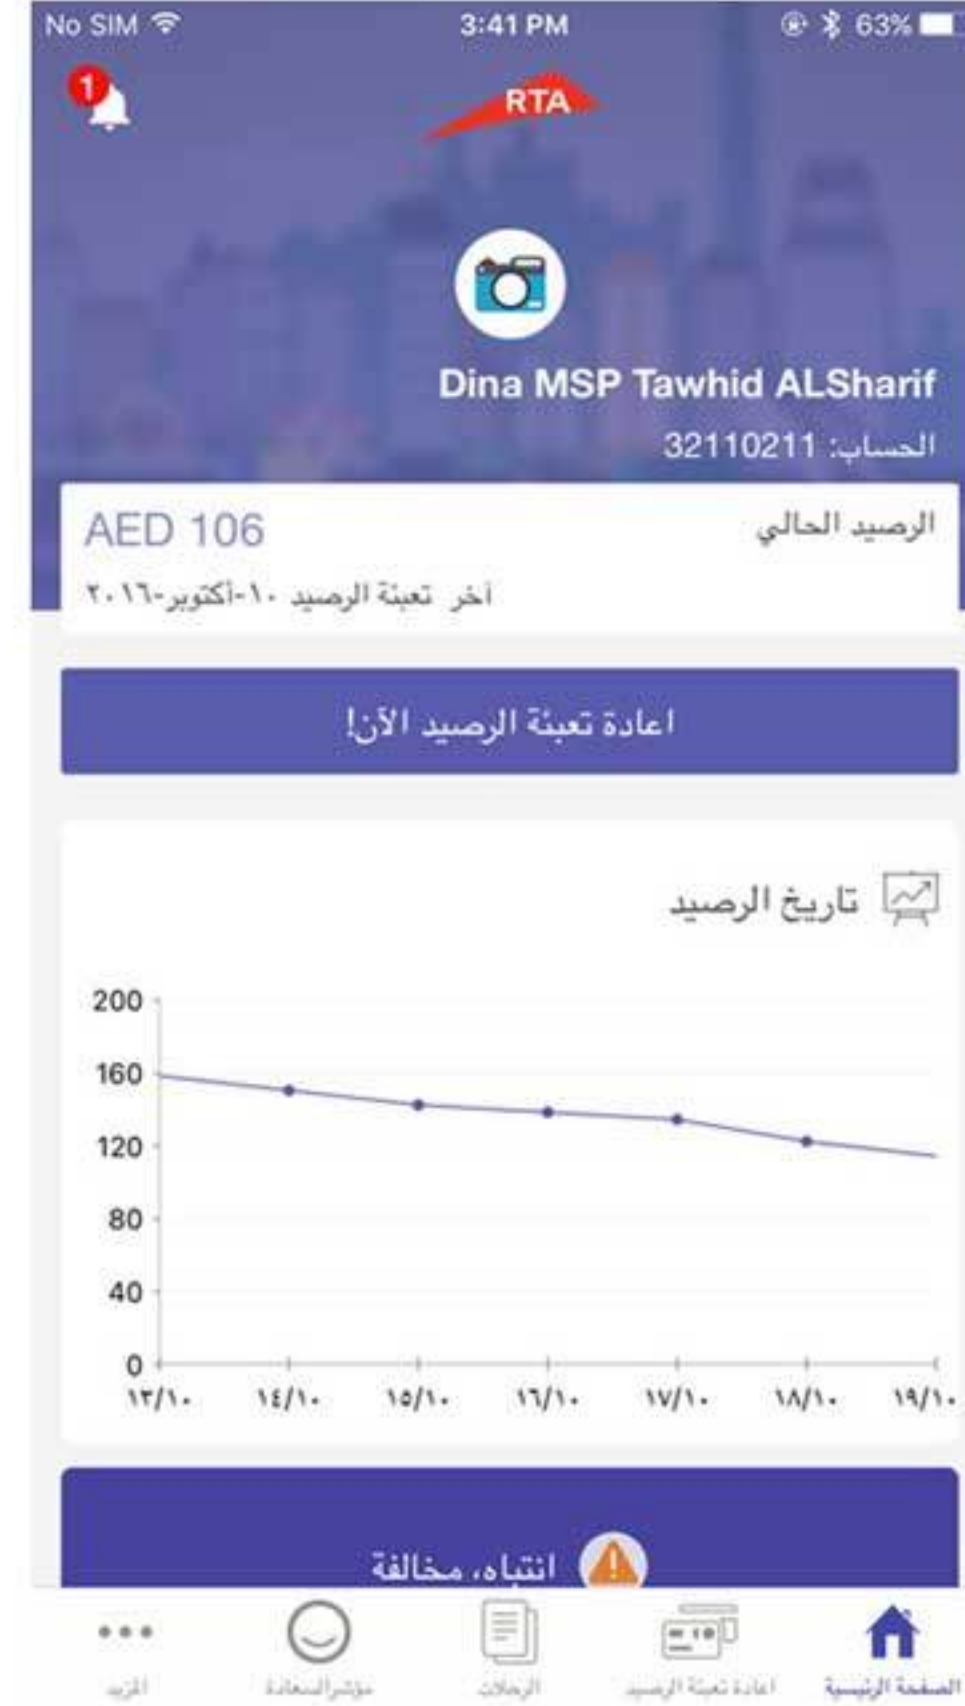 No SIM 3:41 PM 63%
1
RTA
Dina MSP Tawhid ALSharif
الحساب: 32110211
الرصيد الحالي AED 106
آخر تعبئة الرصيد ١٠-أكتوبر-٢٠١٦
اعادة تعبئة الرصيد الآن!
تاريخ الرصيد
200
160
120
80
40
0
١٣/١٠ ١٤/١٠ ١٥/١٠ ١٦/١٠ ١٧/١٠ ١٨/١٠ ١٩/١٠
انتباه، مخالفة
الصفحة الرئيسية اعادة تعبئة الرصيد الرحلات مؤشر السعادة المزيد